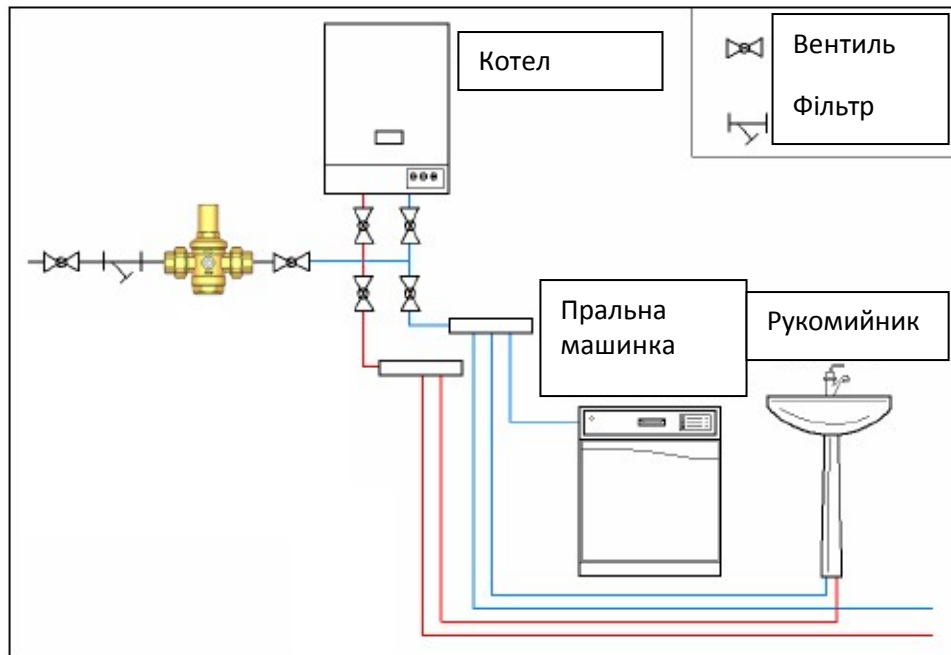 Котел
Вентиль
Фільтр
Пральна
машинка
Рукомийник